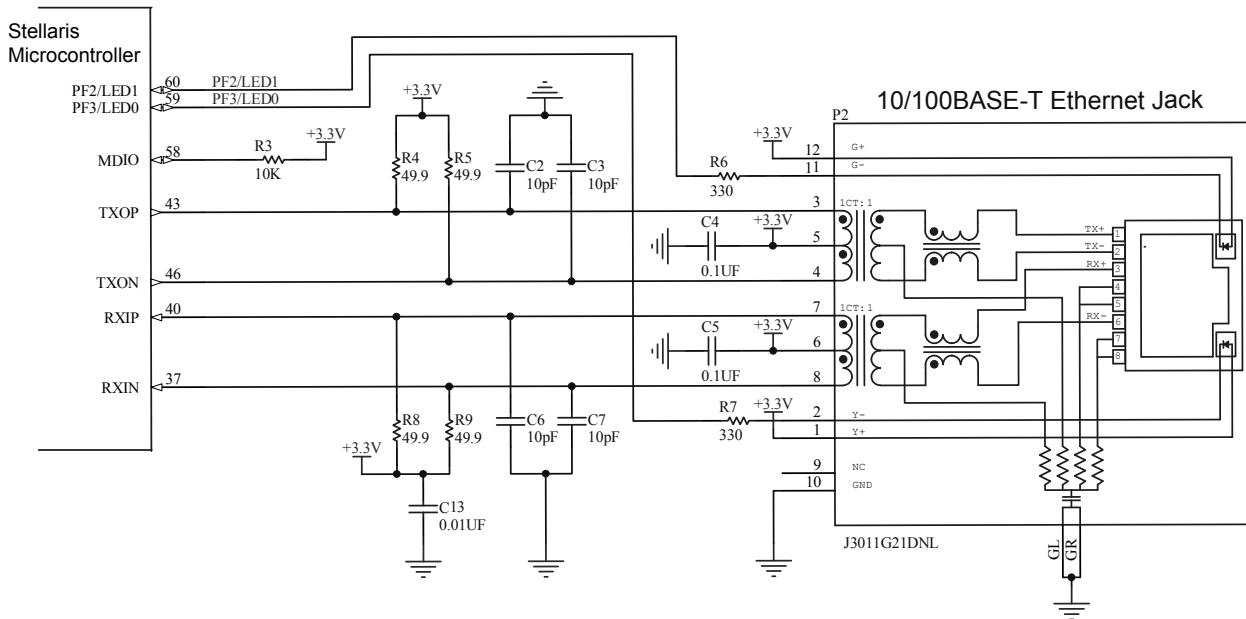 Stellaris
Microcontroller
PF2/LED1
60
PF2/LED1
PF3/LED0
59
PF3/LED0
MDIO
58
R3
10K
+3.3V
+3.3V
R4
49.9
R5
49.9
C2
10pF
C3
10pF
TXOP
43
TXON
46
RXIP
40
RXIN
37
R6
330
C4
0.1UF
+3.3V
C5
0.1UF
+3.3V
R7
330
+3.3V
+3.3V
R8
49.9
R9
49.9
C6
10pF
C7
10pF
+3.3V
C13
0.01UF
10/100BASE-T Ethernet Jack
P2
12
G+
11
G-
3
1CT:1
5
4
7
1CT:1
6
8
2
Y-
1
Y+
9
NC
10
GND
TX+
1
TX-
2
RX+
3
4
5
RX-
6
7
8
J3011G21DNL
GL
GR